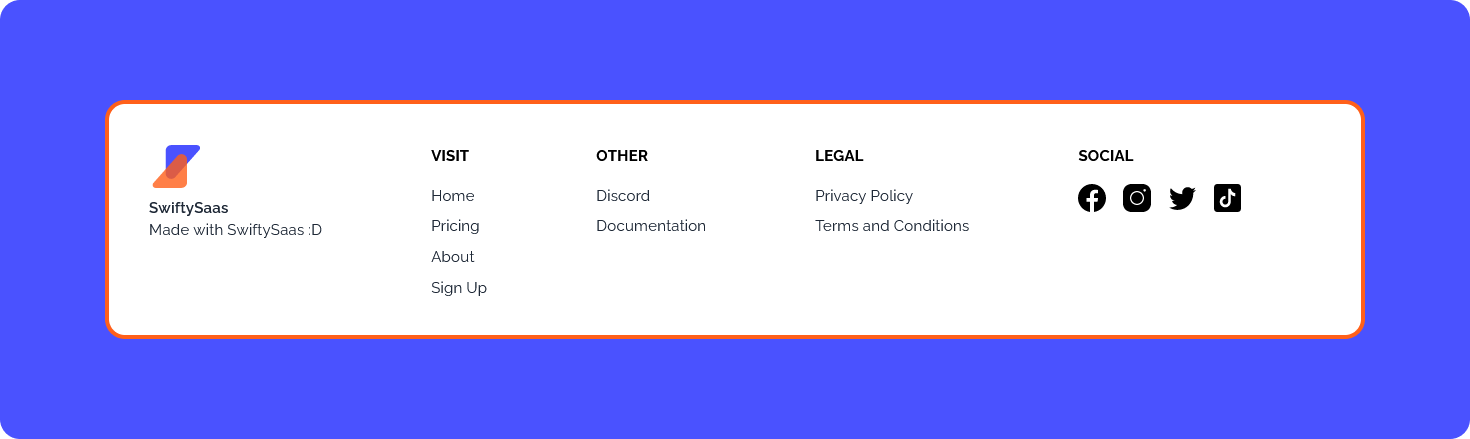 SwiftySaas
Made with SwiftySaas :D
VISIT
Home
Pricing
About
Sign Up
OTHER
Discord
Documentation
LEGAL
Privacy Policy
Terms and Conditions
SOCIAL